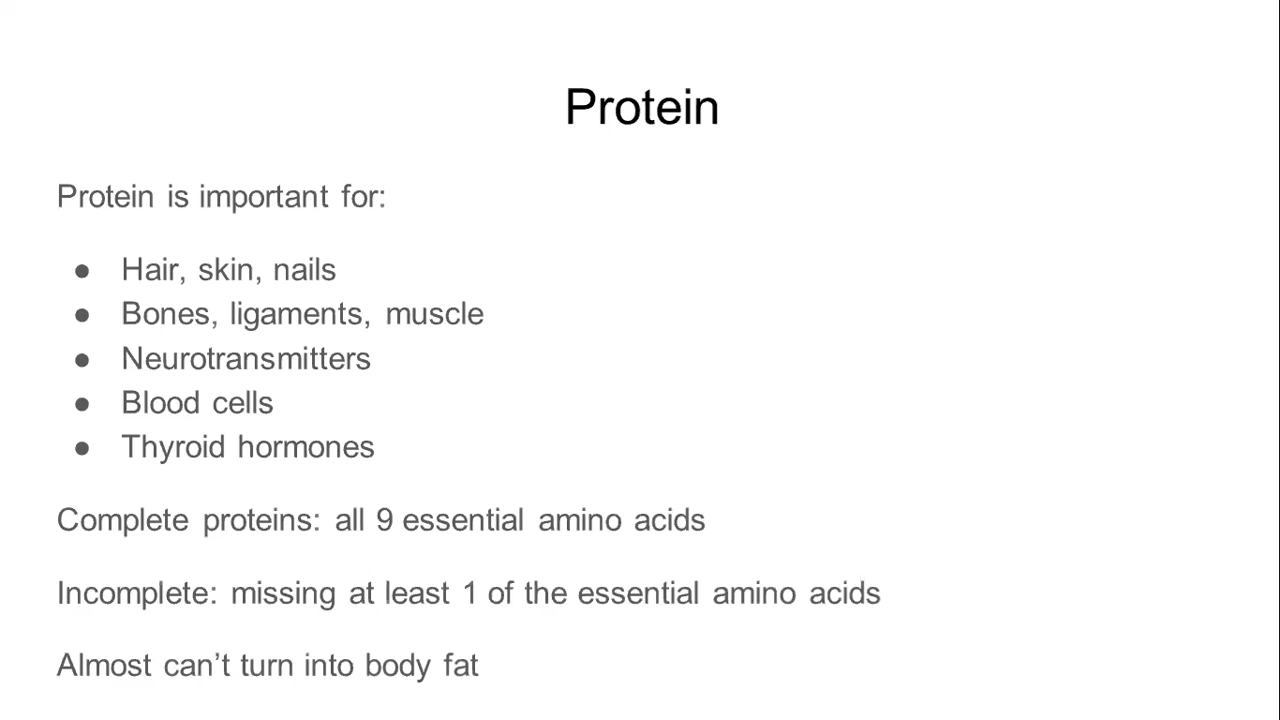 Protein
Protein is important for:
● Hair, skin, nails
● Bones, ligaments, muscle
● Neurotransmitters
● Blood cells
● Thyroid hormones
Complete proteins: all 9 essential amino acids
Incomplete: missing at least 1 of the essential amino acids
Almost can’t turn into body fat